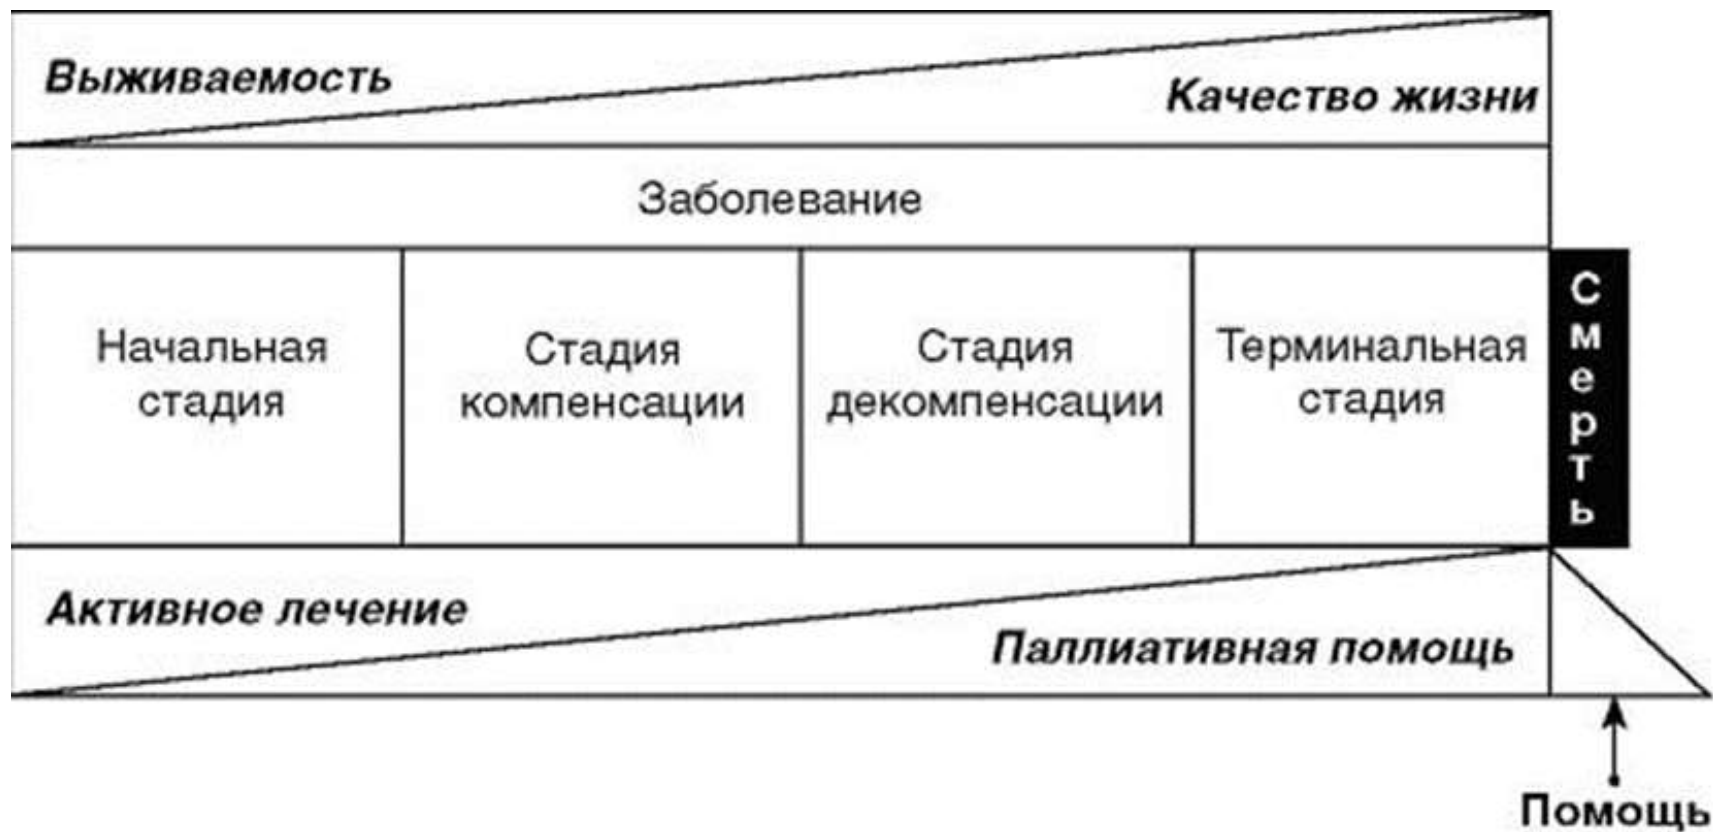 Выживаемость
Качество жизни
Заболевание
Начальная
стадия
Стадия
компенсации
Стадия
декомпенсации
Терминальная
стадия
Смерть
Активное лечение
Паллиативная помощь
Помощь